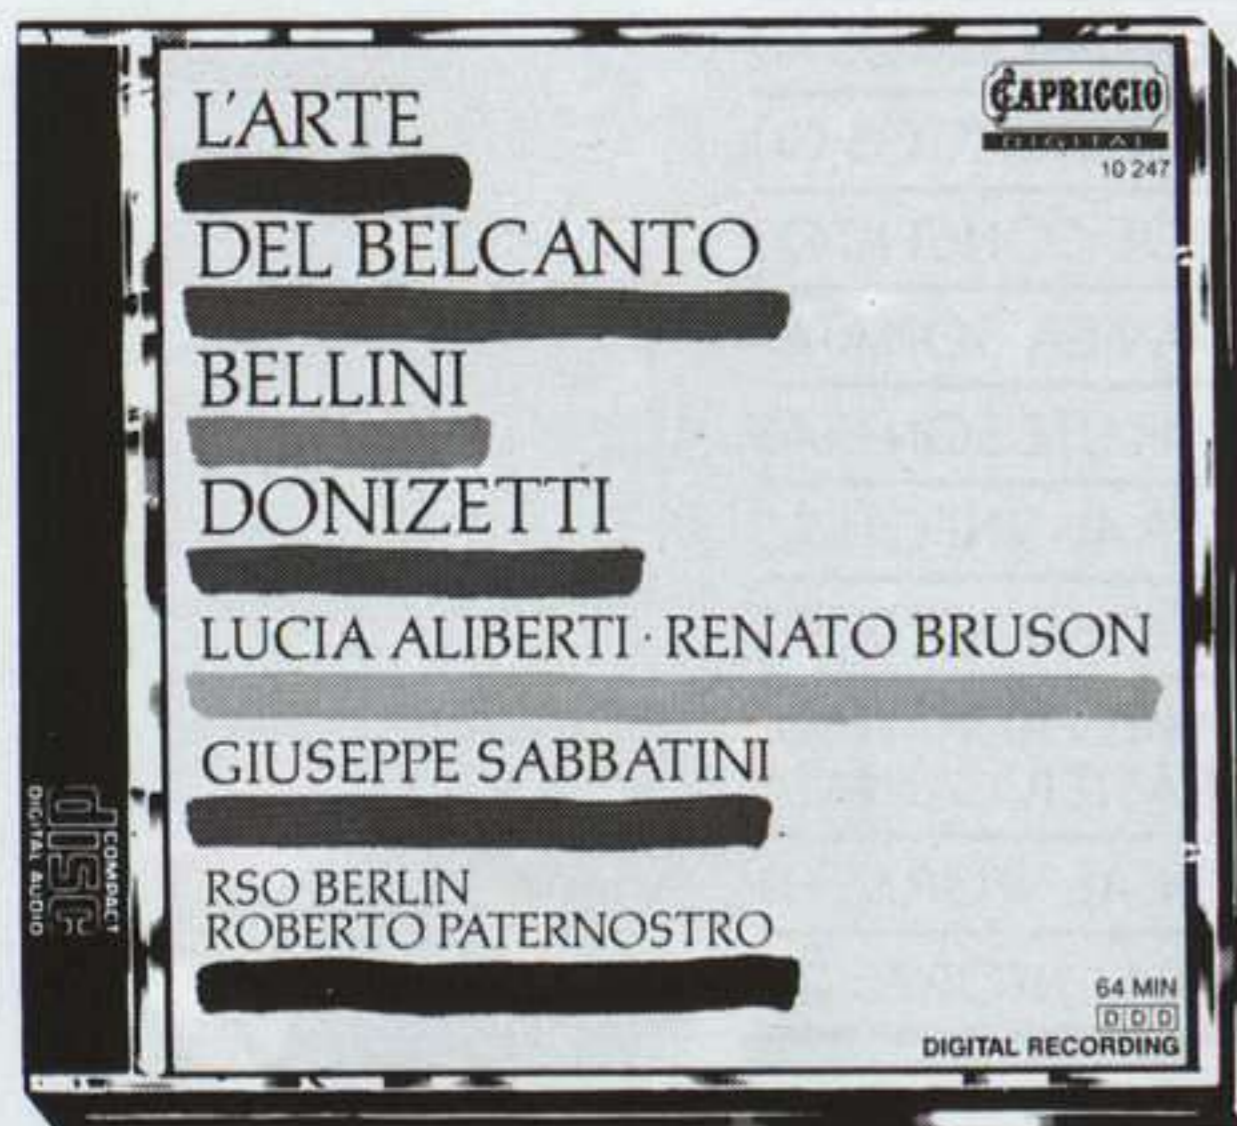 L'ARTE
CAPRICCIO
DIGITAL
10 247
DEL BELCANTO
BELLINI
DONIZETTI
LUCIA ALIBERTI · RENATO BRUSON
GIUSEPPE SABBATINI
RSO BERLIN
ROBERTO PATERNOSTRO
64 MIN
DDD
DIGITAL RECORDING
COMPACT
disc
DIGITAL AUDIO